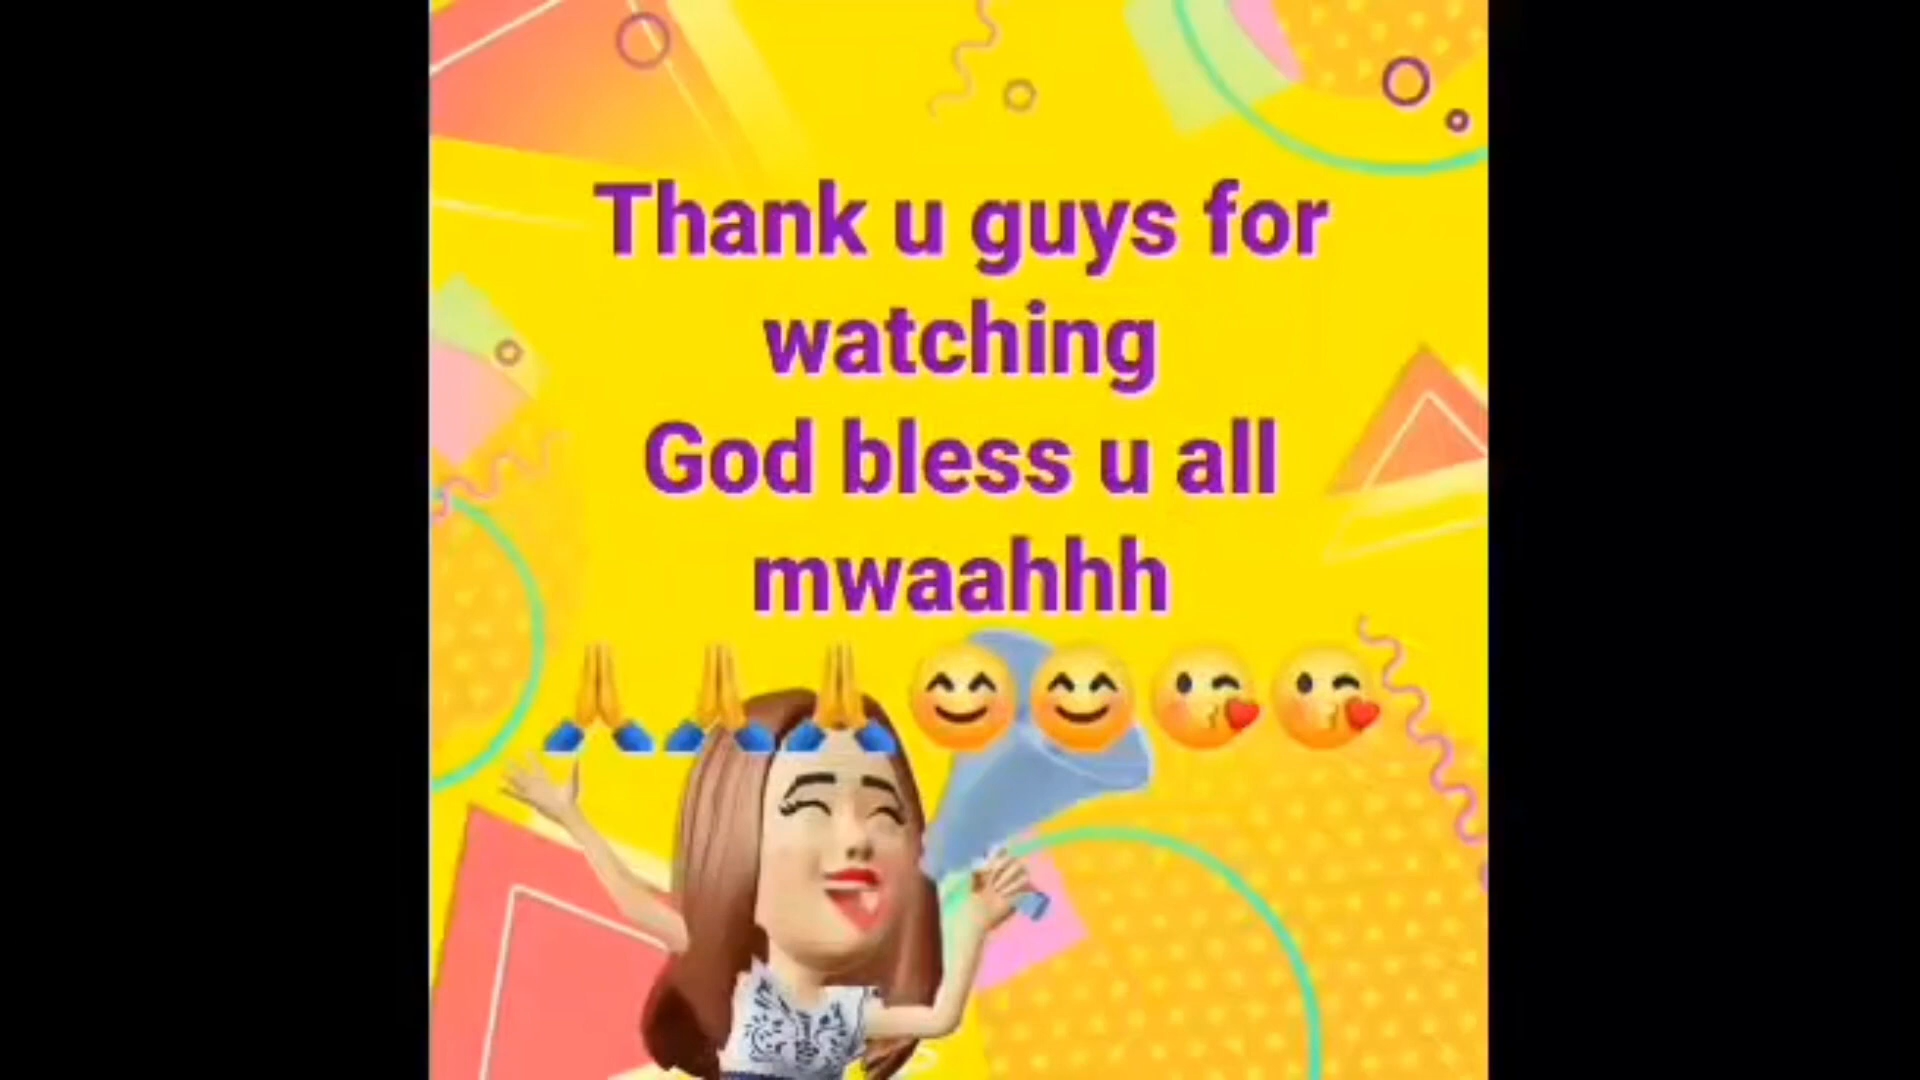 Thank u guys for
watching
God bless u all
mwaahhh
🙏🙏🙏😊😊😘😘